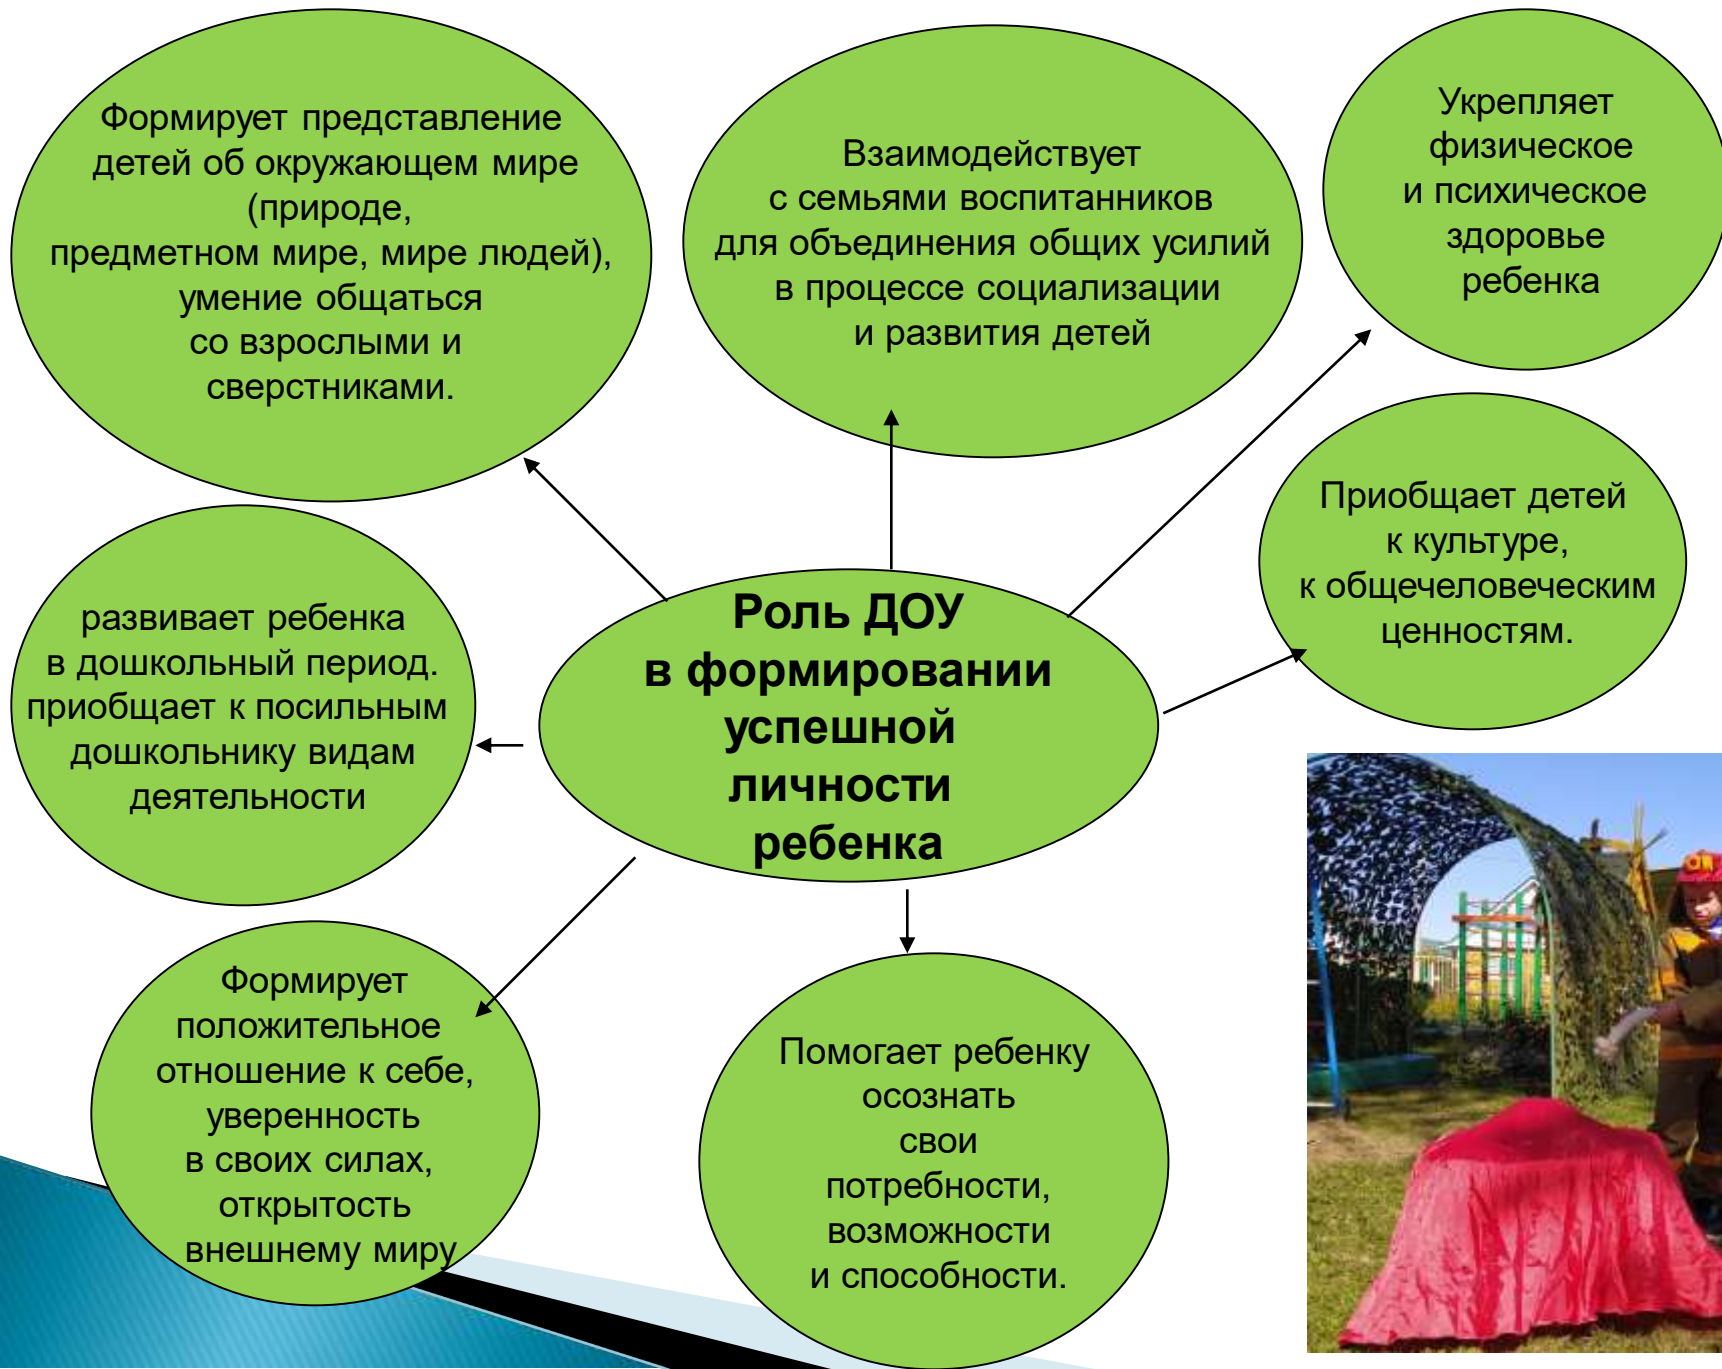 Формирует представление
детей об окружающем мире
(природе,
предметном мире, мире людей),
умение общаться
со взрослыми и
сверстниками.
Взаимодействует
с семьями воспитанников
для объединения общих усилий
в процессе социализации
и развития детей
Укрепляет
физическое
и психическое
здоровье
ребенка
Приобщает детей
к культуре,
к общечеловеческим
ценностям.
развивает ребенка
в дошкольный период.
приобщает к посильным
дошкольнику видам
деятельности
Роль ДОУ
в формировании
успешной
личности
ребенка
Формирует
положительное
отношение к себе,
уверенность
в своих силах,
открытость
внешнему миру
Помогает ребенку
осознать
свои
потребности,
возможности
и способности.